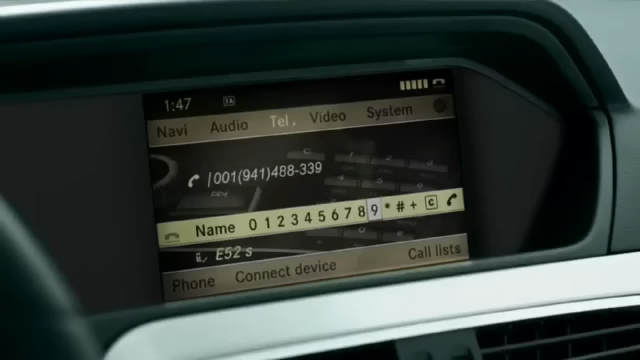 1:47 TA
Navi Audio Tel. Video System
001(941)488-339
Name 0 1 2 3 4 5 6 7 8 9 * # + C
E52 s
Phone Connect device Call lists